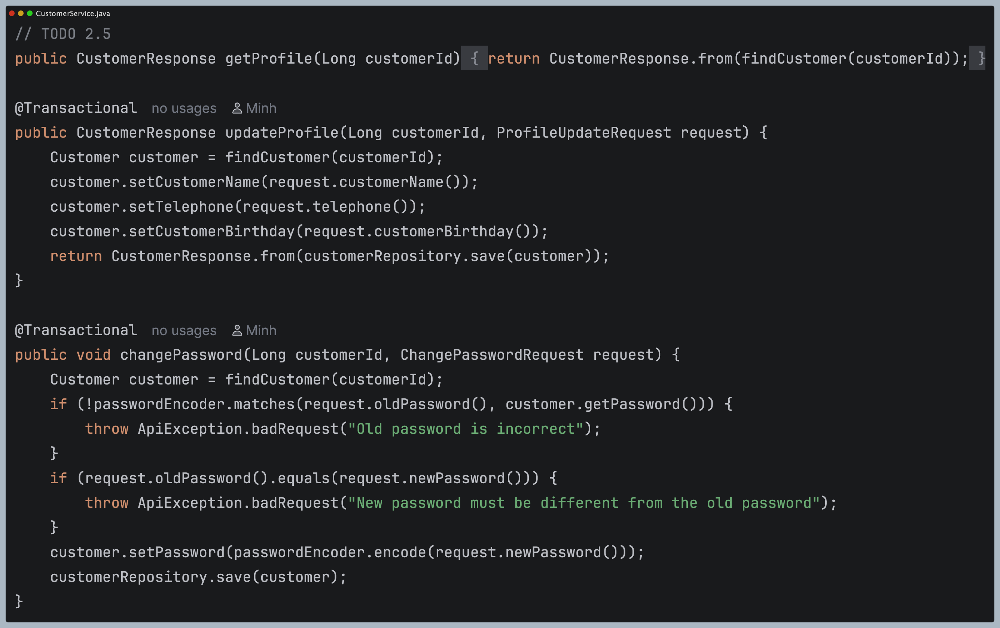 CustomerService.java
// TODO 2.5
public CustomerResponse getProfile(Long customerId) { return CustomerResponse.from(findCustomer(customerId)); }
@Transactional no usages Minh
public CustomerResponse updateProfile(Long customerId, ProfileUpdateRequest request) {
    Customer customer = findCustomer(customerId);
    customer.setCustomerName(request.customerName());
    customer.setTelephone(request.telephone());
    customer.setCustomerBirthday(request.customerBirthday());
    return CustomerResponse.from(customerRepository.save(customer));
}
@Transactional no usages Minh
public void changePassword(Long customerId, ChangePasswordRequest request) {
    Customer customer = findCustomer(customerId);
    if (!passwordEncoder.matches(request.oldPassword(), customer.getPassword())) {
        throw ApiException.badRequest("Old password is incorrect");
    }
    if (request.oldPassword().equals(request.newPassword())) {
        throw ApiException.badRequest("New password must be different from the old password");
    }
    customer.setPassword(passwordEncoder.encode(request.newPassword()));
    customerRepository.save(customer);
}